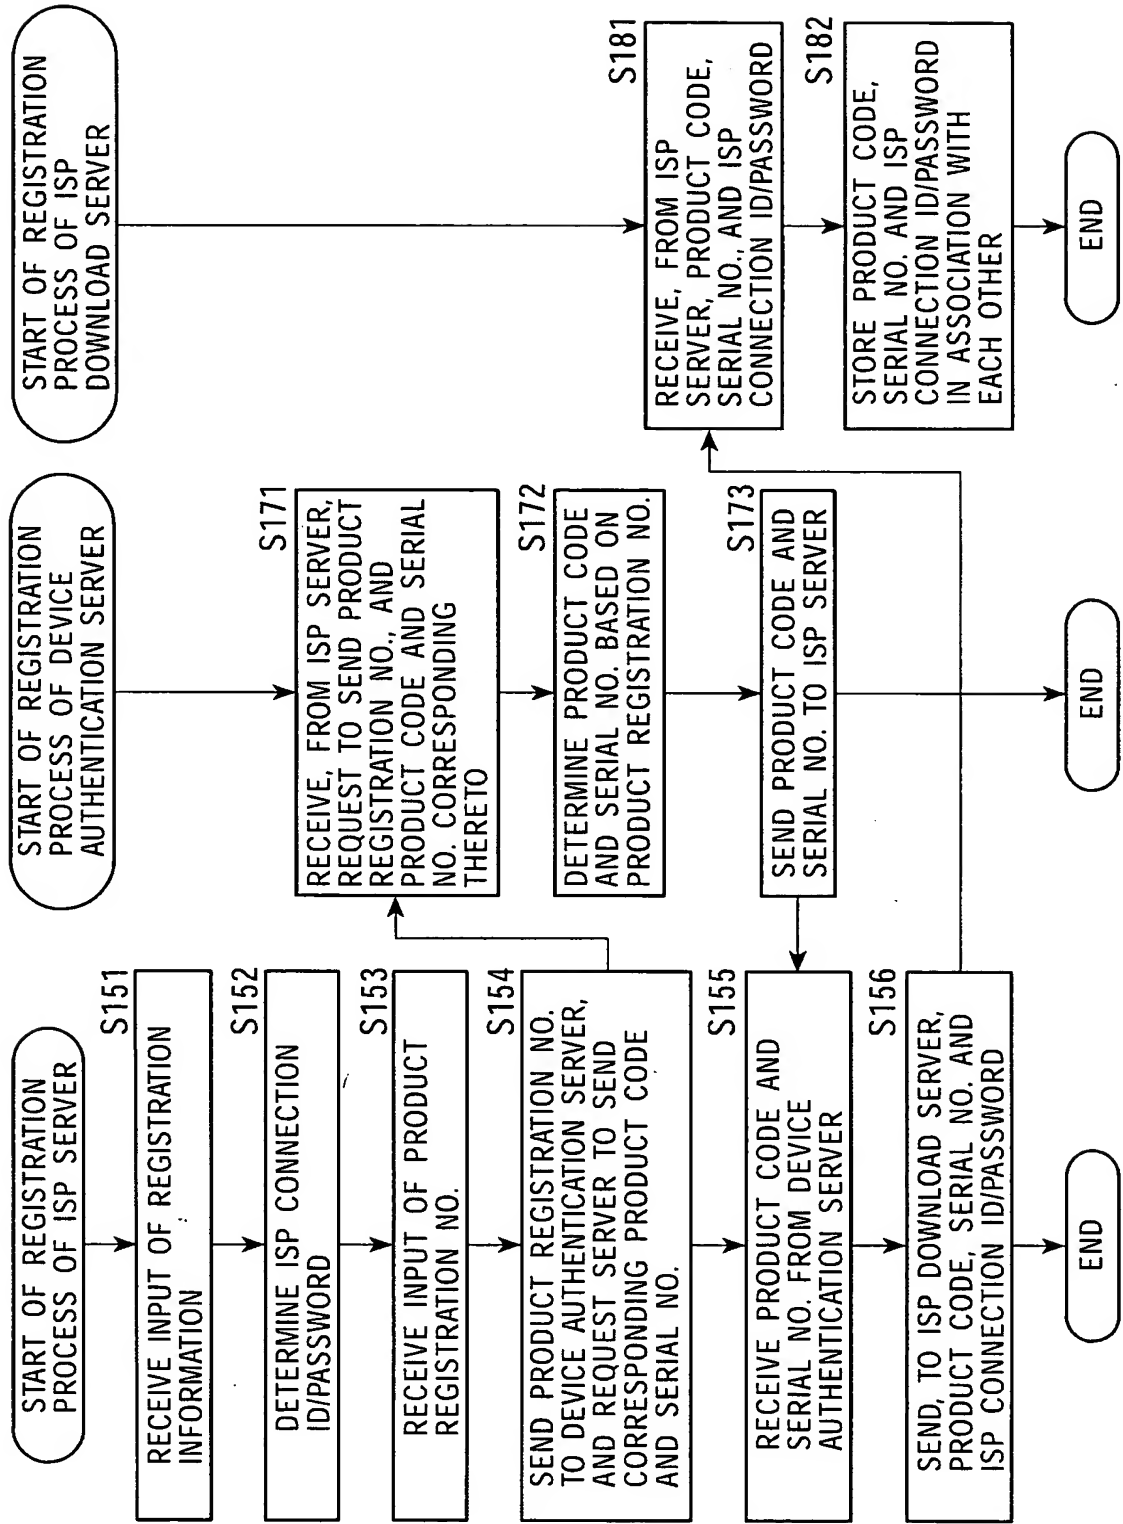 START OF REGISTRATION
PROCESS OF ISP SERVER
S151
RECEIVE INPUT OF REGISTRATION
INFORMATION
S152
DETERMINE ISP CONNECTION
ID/PASSWORD
S153
RECEIVE INPUT OF PRODUCT
REGISTRATION NO.
S154
SEND PRODUCT REGISTRATION NO.
TO DEVICE AUTHENTICATION SERVER,
AND REQUEST SERVER TO SEND
CORRESPONDING PRODUCT CODE
AND SERIAL NO.
S155
RECEIVE PRODUCT CODE AND
SERIAL NO. FROM DEVICE
AUTHENTICATION SERVER
S156
SEND, TO ISP DOWNLOAD SERVER,
PRODUCT CODE, SERIAL NO. AND
ISP CONNECTION ID/PASSWORD
END
START OF REGISTRATION
PROCESS OF DEVICE
AUTHENTICATION SERVER
S171
RECEIVE, FROM ISP SERVER,
REQUEST TO SEND PRODUCT
REGISTRATION NO., AND
PRODUCT CODE AND SERIAL
NO. CORRESPONDING
THERETO
S172
DETERMINE PRODUCT CODE
AND SERIAL NO. BASED ON
PRODUCT REGISTRATION NO.
S173
SEND PRODUCT CODE AND
SERIAL NO. TO ISP SERVER
END
START OF REGISTRATION
PROCESS OF ISP
DOWNLOAD SERVER
S181
RECEIVE, FROM ISP
SERVER, PRODUCT CODE,
SERIAL NO., AND ISP
CONNECTION ID/PASSWORD
S182
STORE PRODUCT CODE,
SERIAL NO. AND ISP
CONNECTION ID/PASSWORD
IN ASSOCIATION WITH
EACH OTHER
END